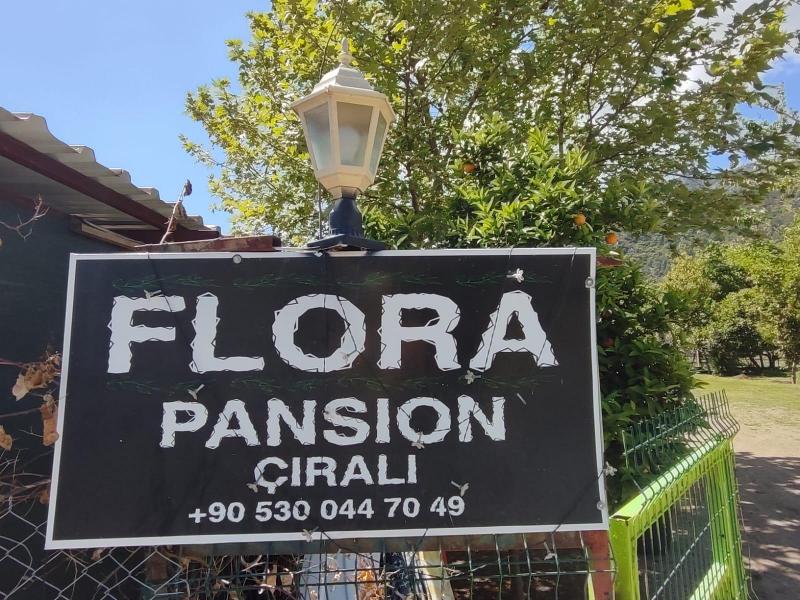 FLORA
PANSION
ÇIRALI
+90 530 044 70 49